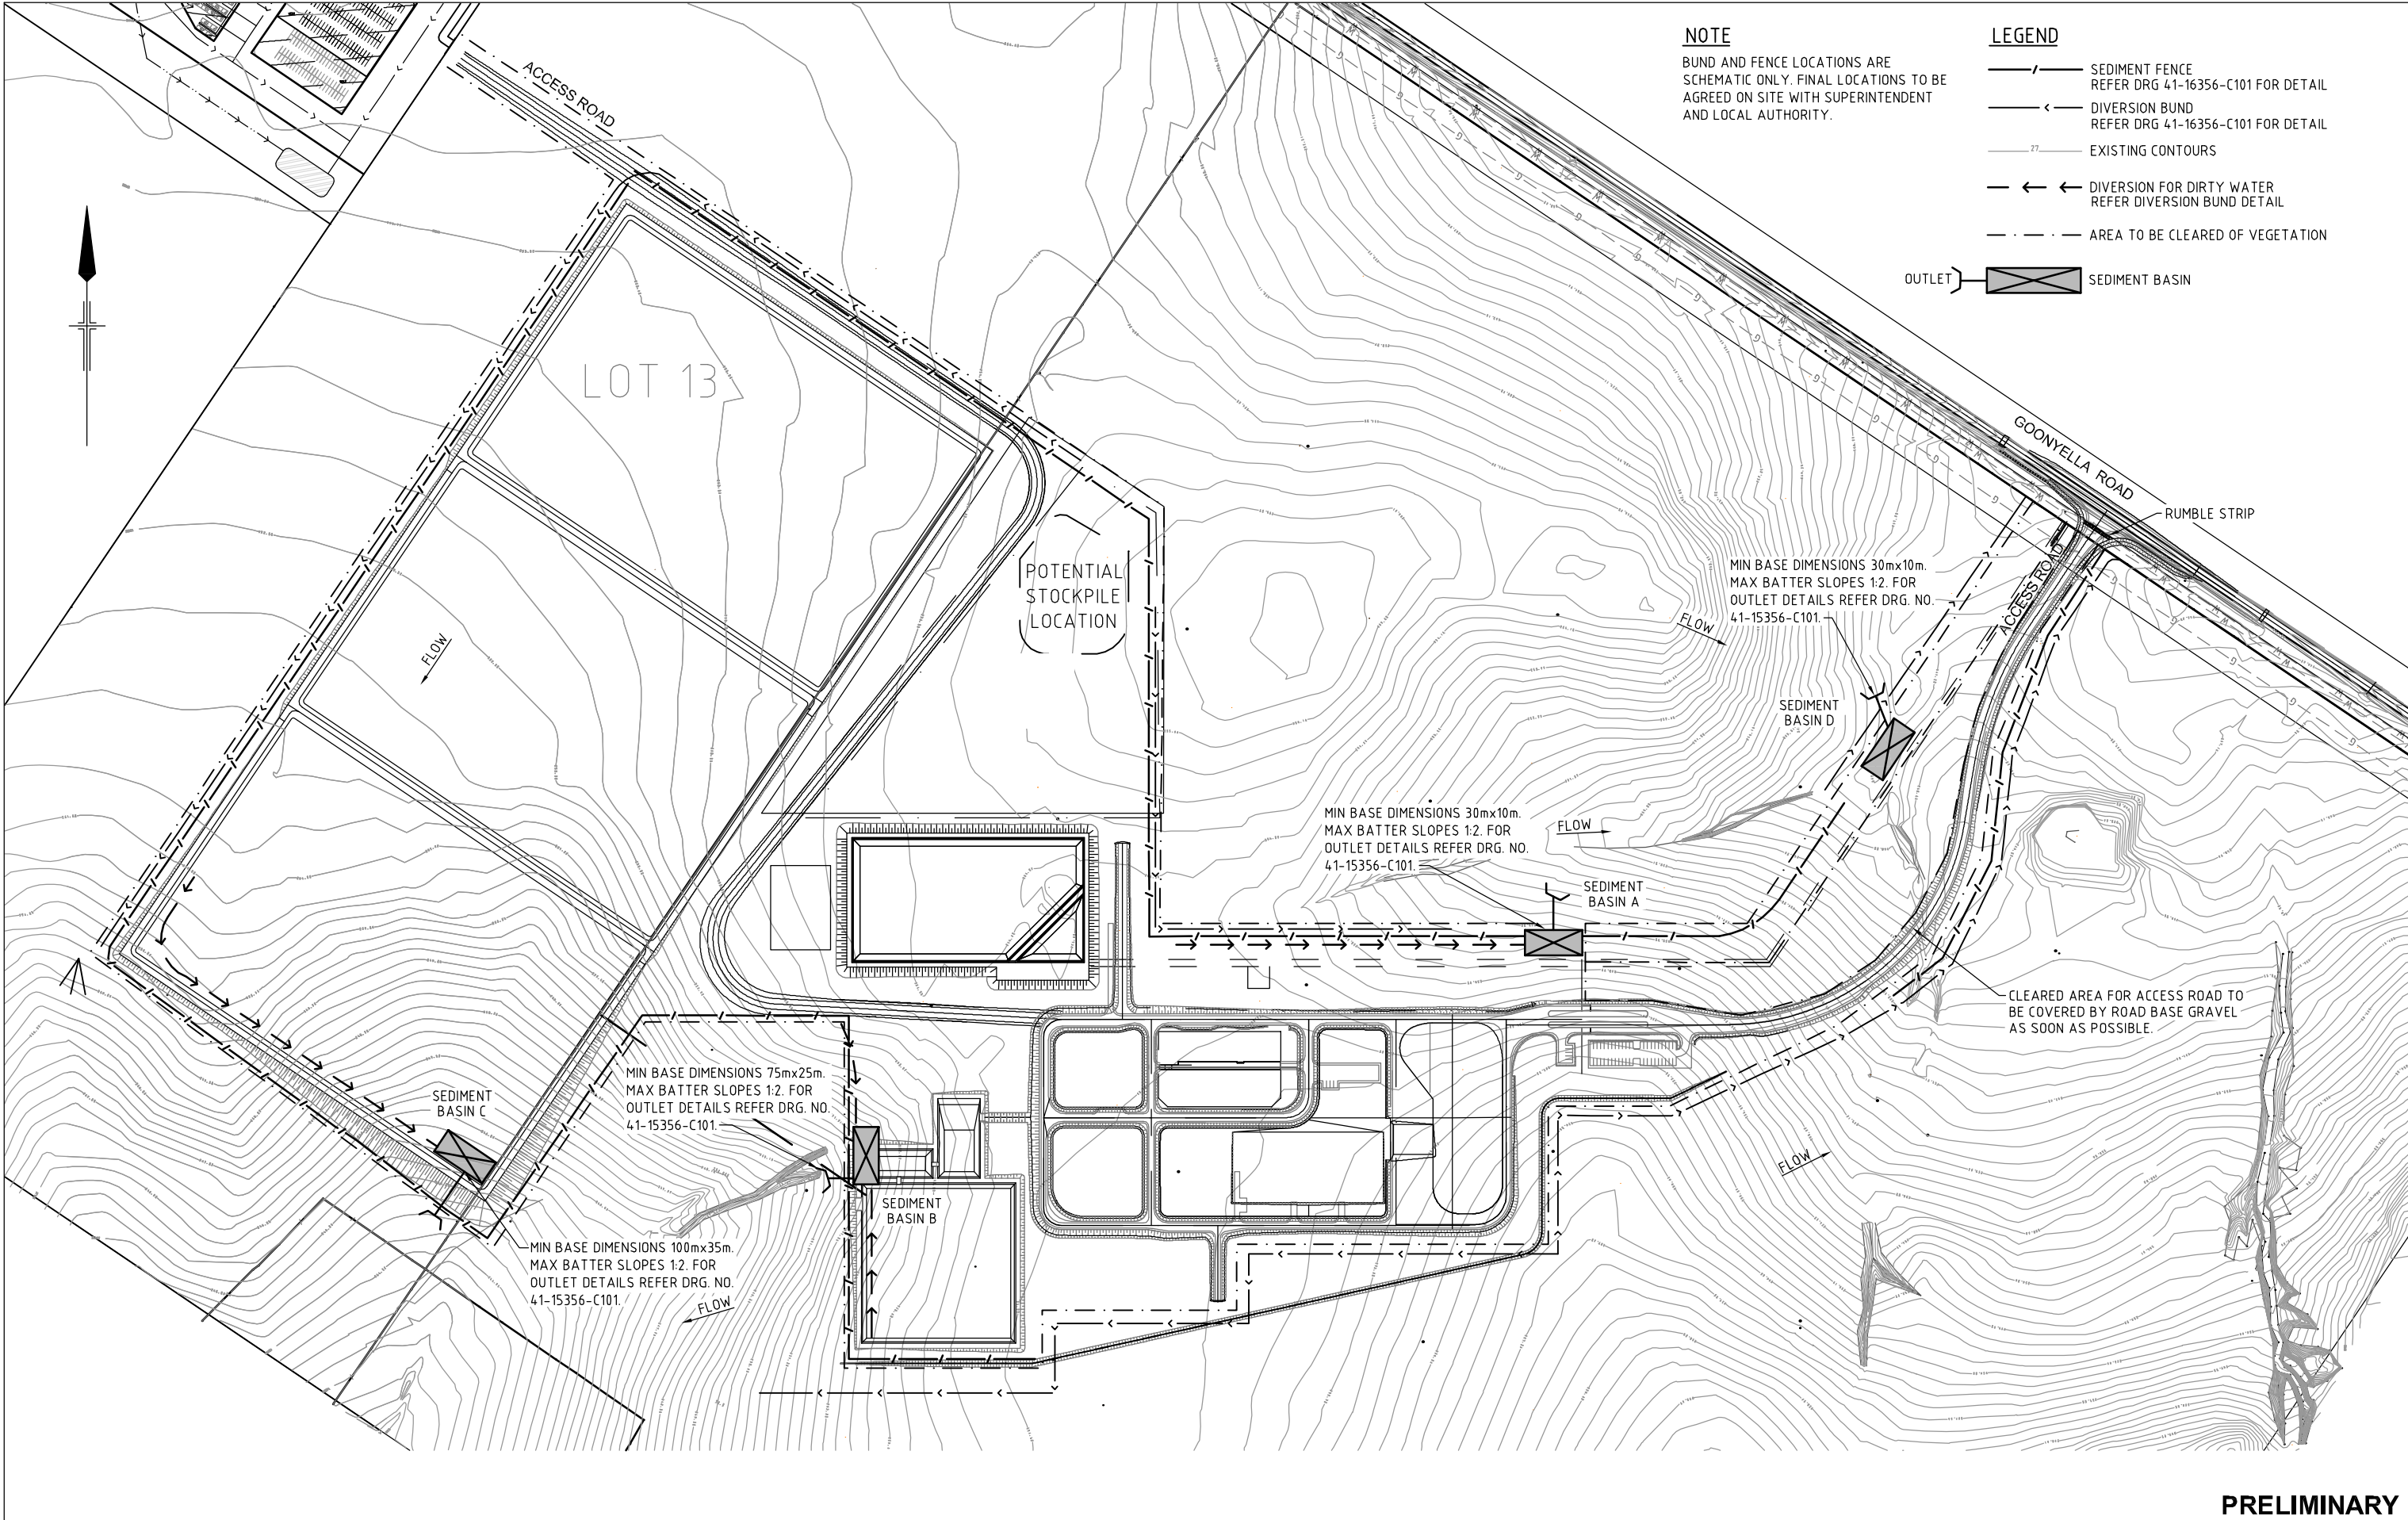 NOTE
BUND AND FENCE LOCATIONS ARE
SCHEMATIC ONLY. FINAL LOCATIONS TO BE
AGREED ON SITE WITH SUPERINTENDENT
AND LOCAL AUTHORITY.
LEGEND
SEDIMENT FENCE
REFER DRG 41-16356-C101 FOR DETAIL
DIVERSION BUND
REFER DRG 41-16356-C101 FOR DETAIL
27
EXISTING CONTOURS
DIVERSION FOR DIRTY WATER
REFER DIVERSION BUND DETAIL
AREA TO BE CLEARED OF VEGETATION
OUTLET
SEDIMENT BASIN
ACCESS ROAD
LOT 13
GOONYELLA ROAD
RUMBLE STRIP
ACCESS ROAD
POTENTIAL
STOCKPILE
LOCATION
MIN BASE DIMENSIONS 30mx10m.
MAX BATTER SLOPES 1:2. FOR
OUTLET DETAILS REFER DRG. NO.
41-15356-C101.
FLOW
FLOW
SEDIMENT
BASIN D
MIN BASE DIMENSIONS 30mx10m.
MAX BATTER SLOPES 1:2. FOR
OUTLET DETAILS REFER DRG. NO.
41-15356-C101.
FLOW
SEDIMENT
BASIN A
CLEARED AREA FOR ACCESS ROAD TO
BE COVERED BY ROAD BASE GRAVEL
AS SOON AS POSSIBLE.
MIN BASE DIMENSIONS 75mx25m.
MAX BATTER SLOPES 1:2. FOR
OUTLET DETAILS REFER DRG. NO.
41-15356-C101.
SEDIMENT
BASIN C
SEDIMENT
BASIN B
FLOW
MIN BASE DIMENSIONS 100mx35m.
MAX BATTER SLOPES 1:2. FOR
OUTLET DETAILS REFER DRG. NO.
41-15356-C101.
FLOW
PRELIMINARY